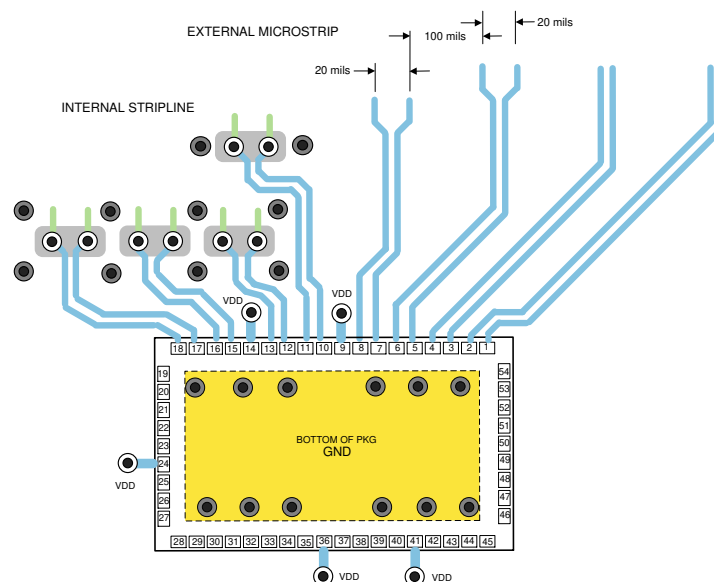 EXTERNAL MICROSTRIP
20 mils
100 mils
20 mils
INTERNAL STRIPLINE
VDD
VDD
18 17 16 15 14 13 12 11 10 9 8 7 6 5 4 3 2 1
19
20
21
22
23
24
25
26
27
54
53
52
51
50
49
48
47
46
BOTTOM OF PKG
GND
VDD
28 29 30 31 32 33 34 35 36 37 38 39 40 41 42 43 44 45
VDD
VDD